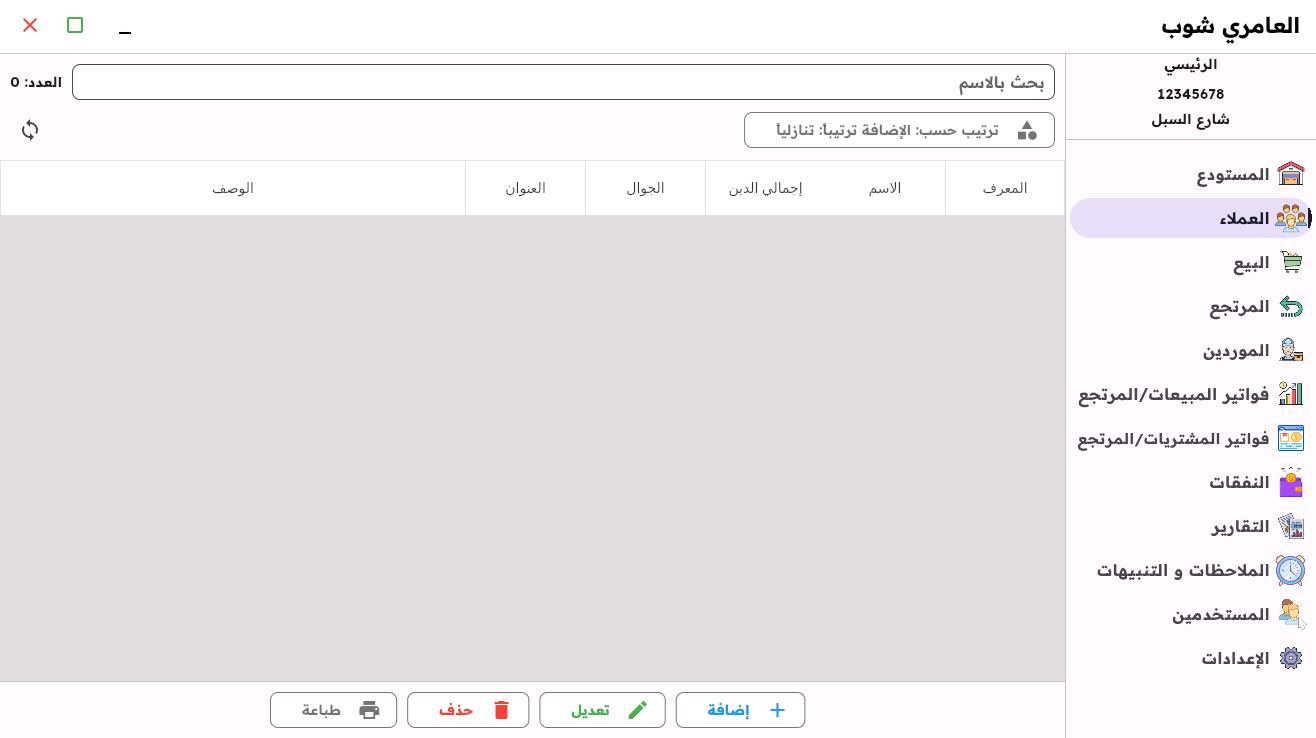 العامري شوب
الرئيسي
12345678
شارع السبل
المستودع
العملاء
البيع
المرتجع
الموردين
فواتير المبيعات/المرتجع
فواتير المشتريات/المرتجع
النفقات
التقارير
الملاحظات و التنبيهات
المستخدمين
الإعدادات
بحث بالاسم
العدد: 0
ترتيب حسب: الإضافة ترتيباً: تنازلياً
المعرف الاسم إجمالي الدين الجوال العنوان الوصف
إضافة تعديل حذف طباعة